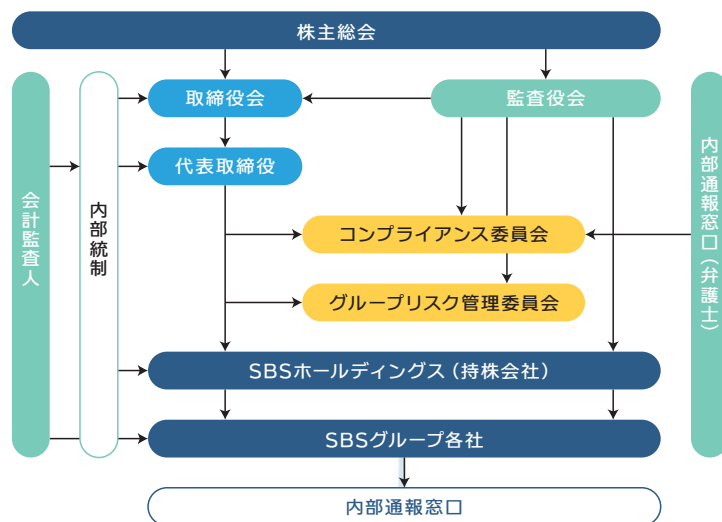 株主総会
取締役会
監査役会
代表取締役
会計監査人
内部統制
内部通報窓口（弁護士）
コンプライアンス委員会
グループリスク管理委員会
SBSホールディングス（持株会社）
SBSグループ各社
内部通報窓口